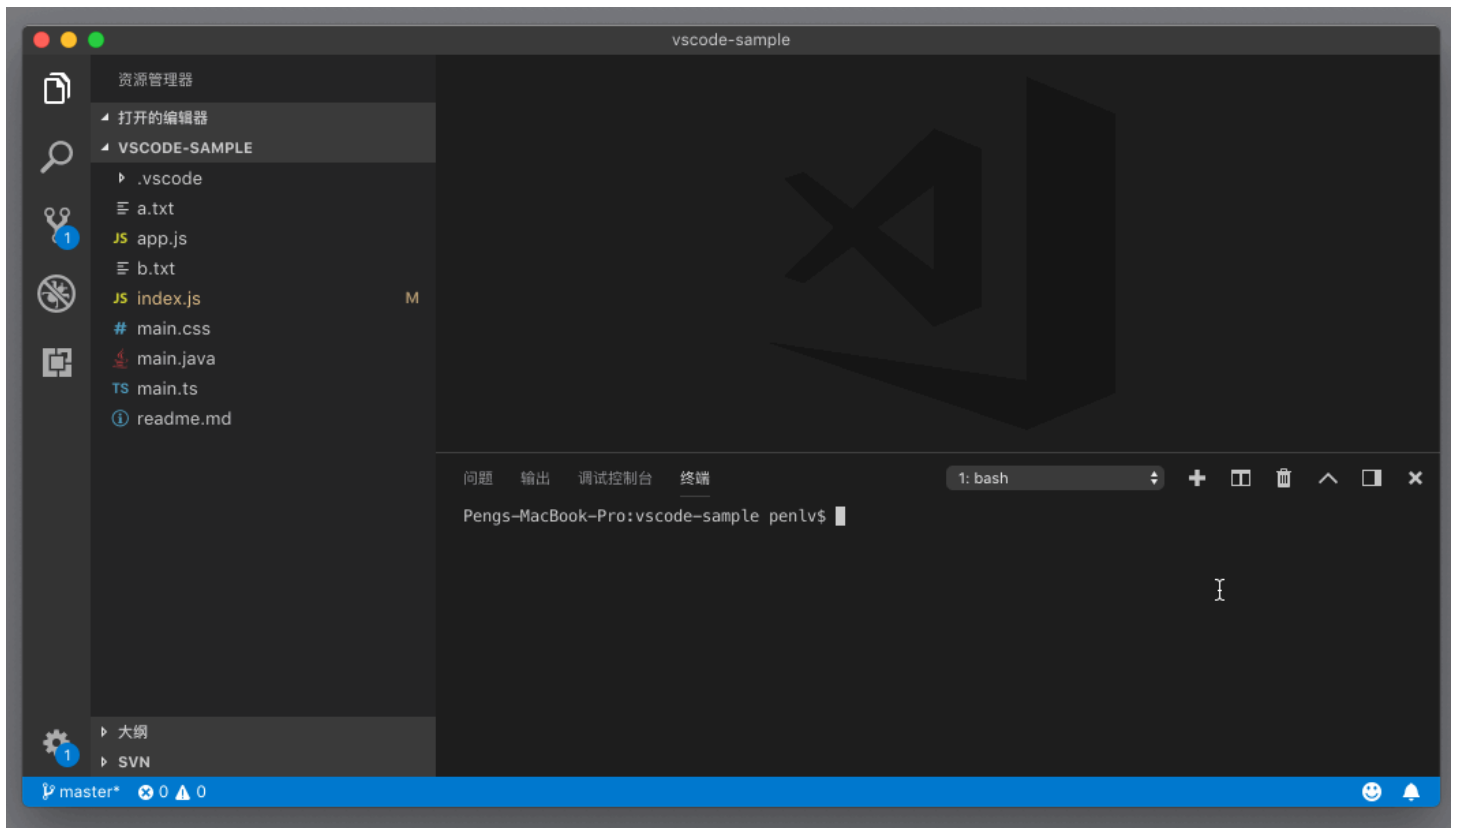 vscode-sample
资源管理器
打开的编辑器
VSCODE-SAMPLE
.vscode
a.txt
JS app.js
b.txt
JS index.js M
# main.css
main.java
TS main.ts
readme.md
大纲
SVN
问题 输出 调试控制台 终端 1: bash
Pengs-MacBook-Pro:vscode-sample penlv$
1
1
master* 0 0